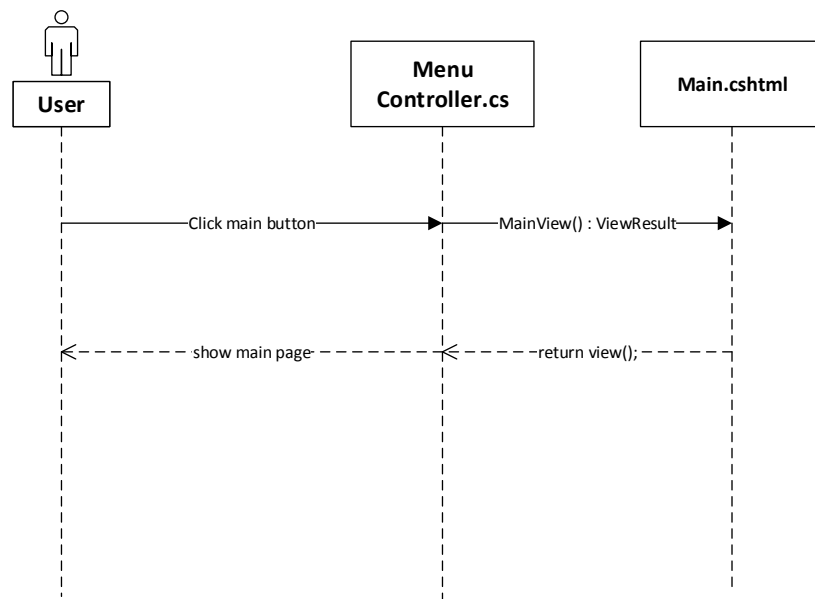 User
Menu
Controller.cs
Main.cshtml
Click main button
MainView() : ViewResult
show main page
return view();